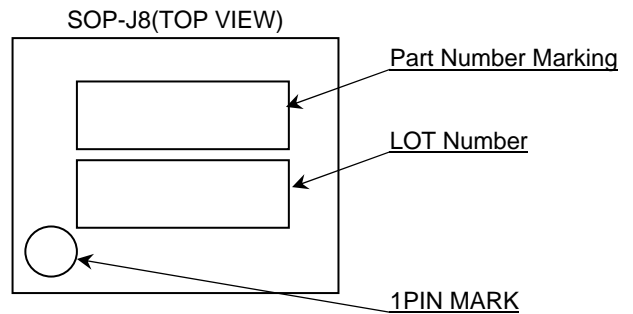 SOP-J8(TOP VIEW)
Part Number Marking
LOT Number
1PIN MARK